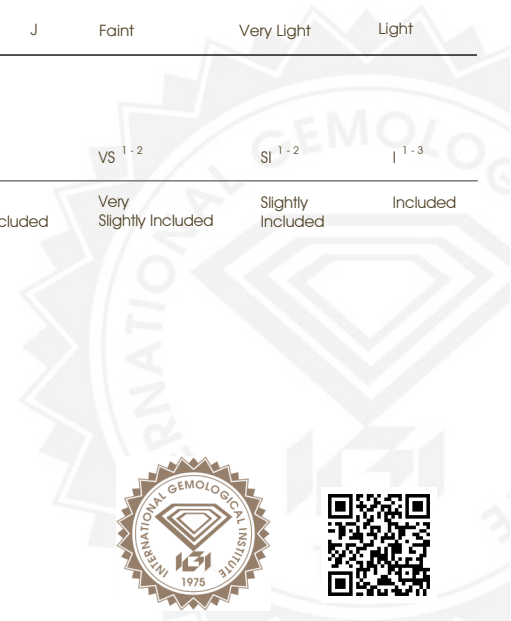 J Faint Very Light Light
VS 1 - 2 SI 1 - 2 I 1 - 3
Very Slightly Included
cluded Slightly Included Included
INTERNATIONAL GEMOLOGICAL INSTITUTE
IGI
1975